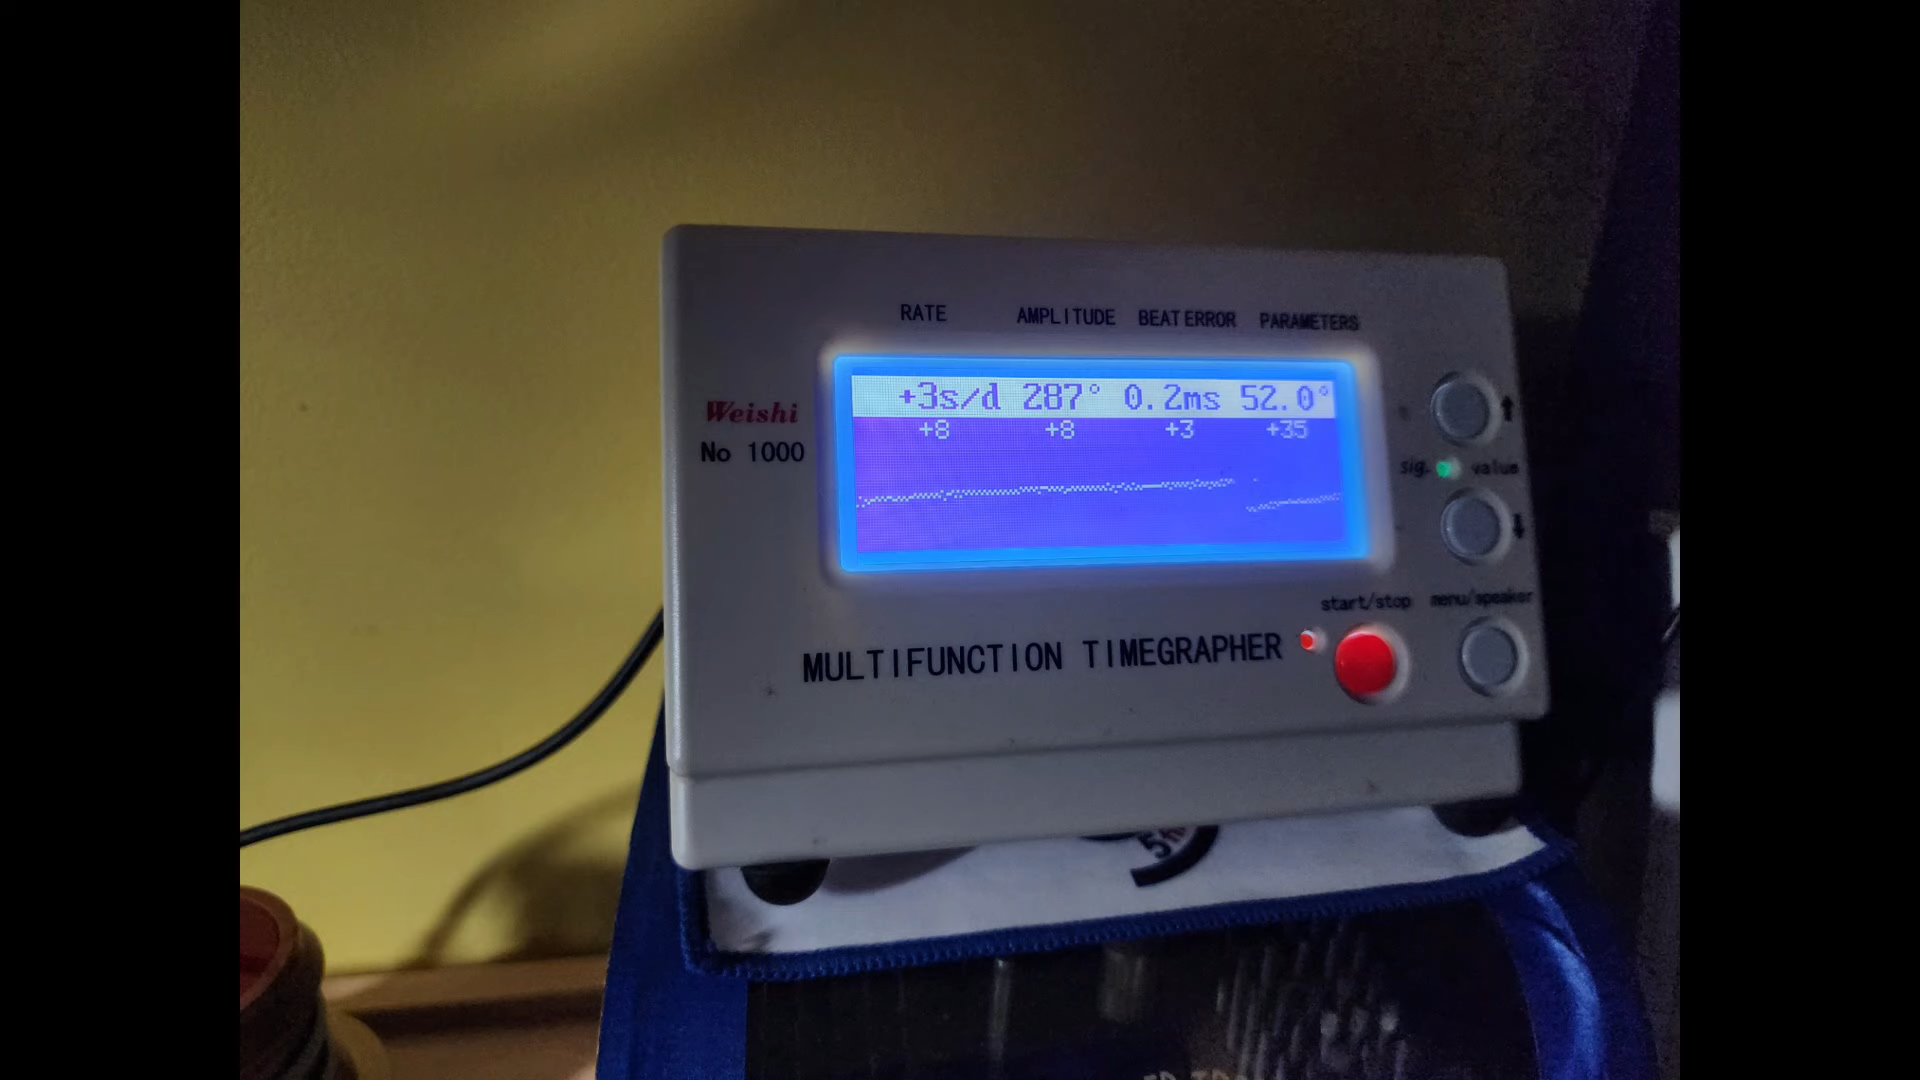 RATE AMPLITUDE BEAT ERROR PARAMETERS
+3s/d 287° 0.2ms 52.0°
+8 +8 +3 +35
Weishi
No 1000
sig. value
start/stop menu/speaker
MULTIFUNCTION TIMEGRAPHER